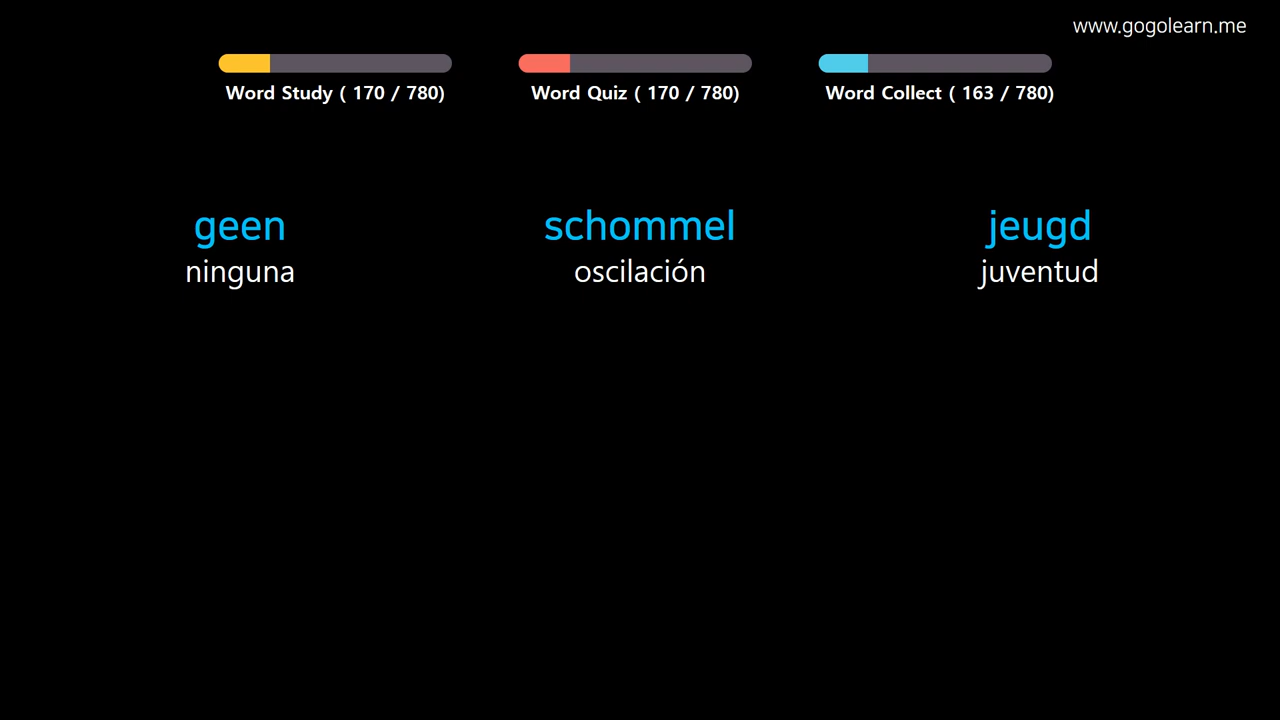 www.gogolearn.me
Word Study ( 170 / 780)
Word Quiz ( 170 / 780)
Word Collect ( 163 / 780)
geen
ninguna
schommel
oscilación
jeugd
juventud